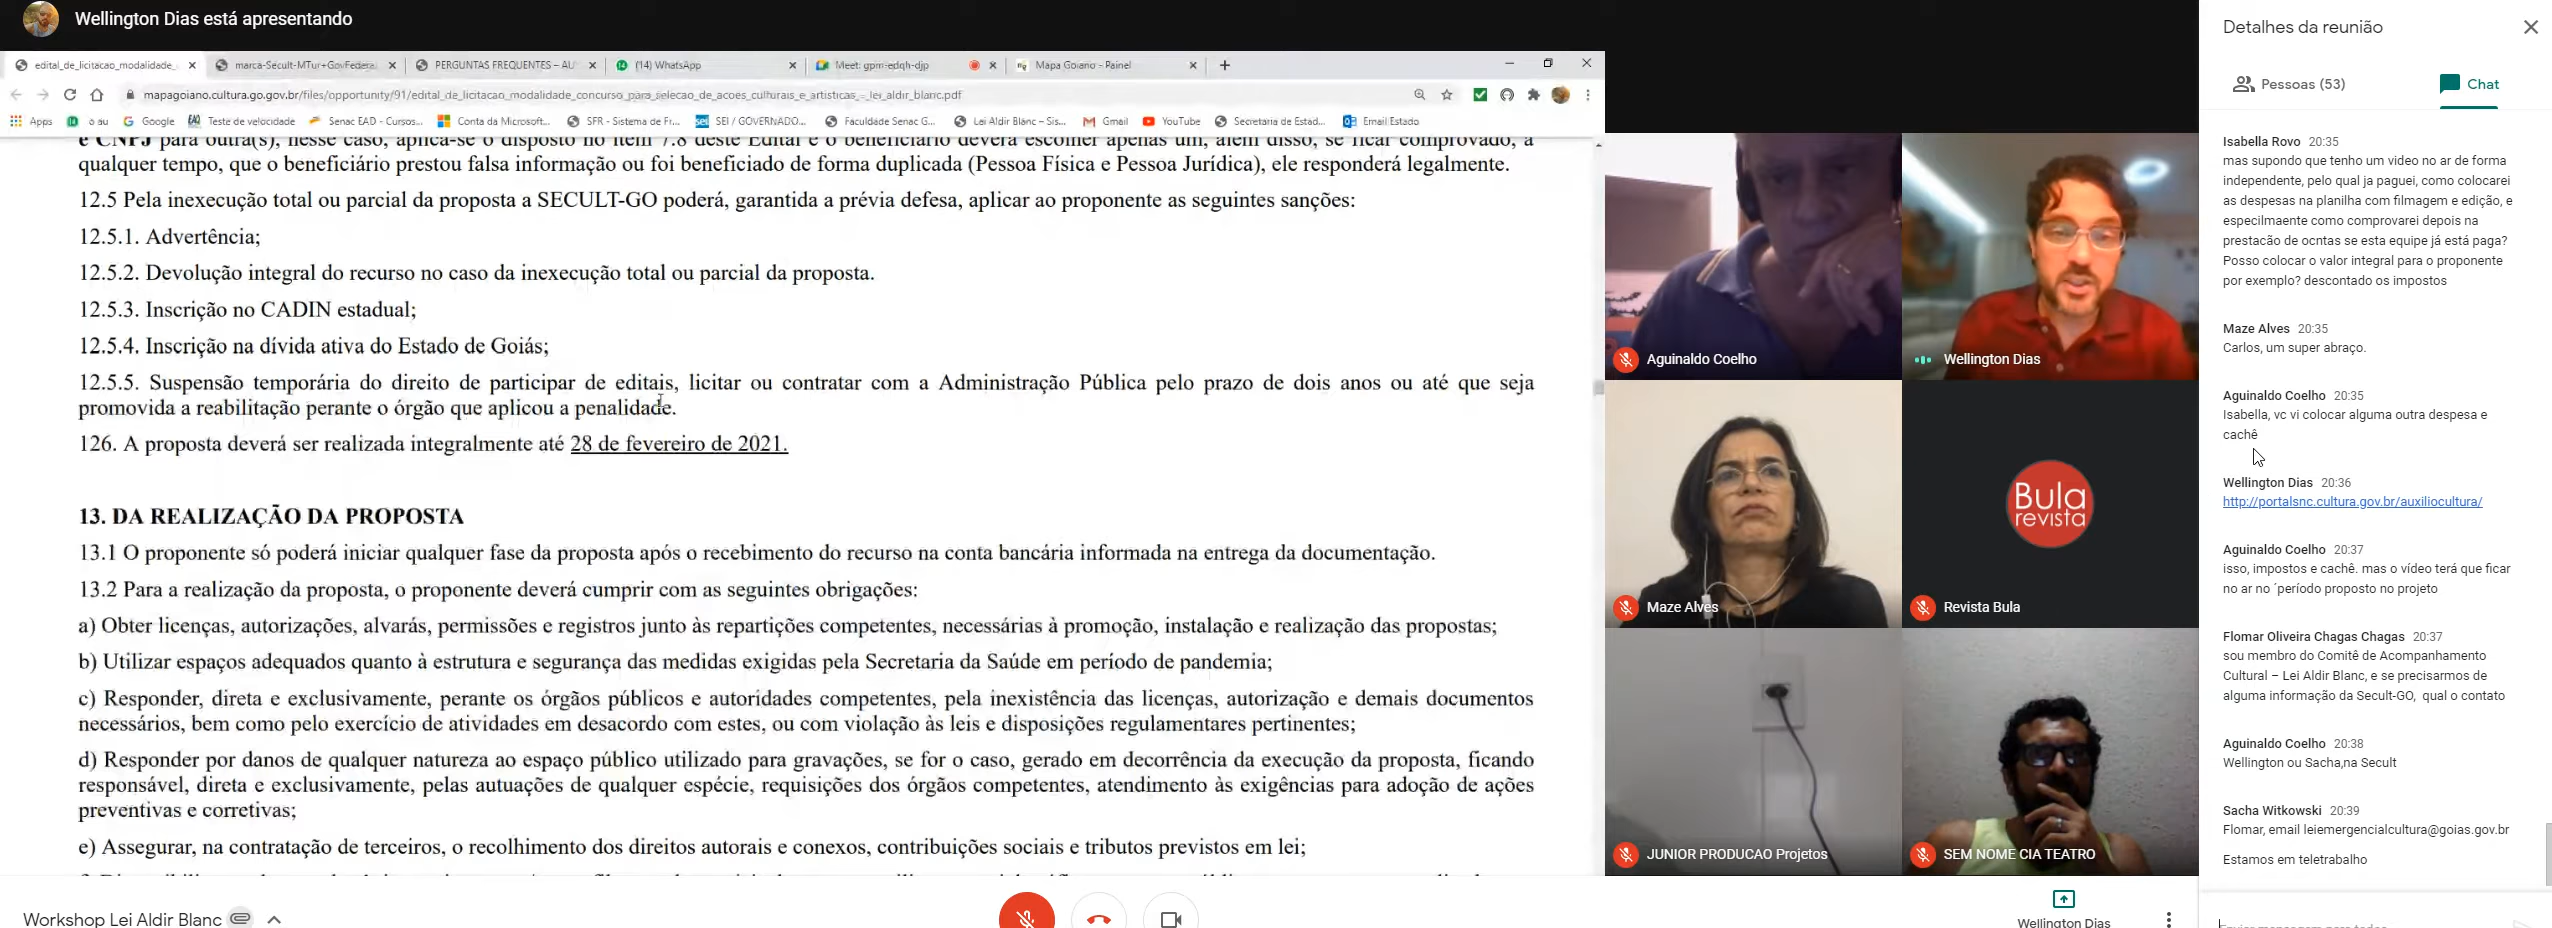 Wellington Dias está apresentando
edital_de_licitacao_modalidade_
marca-Secult-MTur+GovFedera
PERGUNTAS FREQUENTES – AU
(14) WhatsApp
Meet: gpm-edqh-djp
Mapa Goiano - Painel
mapagoiano.cultura.go.gov.br/files/opportunity/91/edital_de_licitacao_modalidade_concurso_para_selecao_de_acoes_culturais_e_artisticas_-_lei_aldir_blanc.pdf
Apps
o au
Google
Teste de velocidade
Senac EAD - Cursos...
Conta da Microsoft...
SFR - Sistema de Fr...
SEI / GOVERNADO...
Faculdade Senac G...
Lei Aldir Blanc – Sis...
Gmail
YouTube
Secretaria de Estad...
Email Estado
e CNPJ para outra(s), nesse caso, aplica-se o disposto no item 7.8 deste Edital e o beneficiário deverá escolher apenas um, além disso, se ficar comprovado, a
qualquer tempo, que o beneficiário prestou falsa informação ou foi beneficiado de forma duplicada (Pessoa Física e Pessoa Jurídica), ele responderá legalmente.
12.5 Pela inexecução total ou parcial da proposta a SECULT-GO poderá, garantida a prévia defesa, aplicar ao proponente as seguintes sanções:
12.5.1. Advertência;
12.5.2. Devolução integral do recurso no caso da inexecução total ou parcial da proposta.
12.5.3. Inscrição no CADIN estadual;
12.5.4. Inscrição na dívida ativa do Estado de Goiás;
12.5.5. Suspensão temporária do direito de participar de editais, licitar ou contratar com a Administração Pública pelo prazo de dois anos ou até que seja
promovida a reabilitação perante o órgão que aplicou a penalidade.
126. A proposta deverá ser realizada integralmente até 28 de fevereiro de 2021.
13. DA REALIZAÇÃO DA PROPOSTA
13.1 O proponente só poderá iniciar qualquer fase da proposta após o recebimento do recurso na conta bancária informada na entrega da documentação.
13.2 Para a realização da proposta, o proponente deverá cumprir com as seguintes obrigações:
a) Obter licenças, autorizações, alvarás, permissões e registros junto às repartições competentes, necessárias à promoção, instalação e realização das propostas;
b) Utilizar espaços adequados quanto à estrutura e segurança das medidas exigidas pela Secretaria da Saúde em período de pandemia;
c) Responder, direta e exclusivamente, perante os órgãos públicos e autoridades competentes, pela inexistência das licenças, autorização e demais documentos
necessários, bem como pelo exercício de atividades em desacordo com estes, ou com violação às leis e disposições regulamentares pertinentes;
d) Responder por danos de qualquer natureza ao espaço público utilizado para gravações, se for o caso, gerado em decorrência da execução da proposta, ficando
responsável, direta e exclusivamente, pelas autuações de qualquer espécie, requisições dos órgãos competentes, atendimento às exigências para adoção de ações
preventivas e corretivas;
e) Assegurar, na contratação de terceiros, o recolhimento dos direitos autorais e conexos, contribuições sociais e tributos previstos em lei;
Aguinaldo Coelho
Wellington Dias
Maze Alves
Bula
revista
Revista Bula
JUNIOR PRODUCAO Projetos
SEM NOME CIA TEATRO
Detalhes da reunião
Pessoas (53)
Chat
Isabella Rovo 20:35
mas supondo que tenho um video no ar de forma
independente, pelo qual ja paguei, como colocarei
as despesas na planilha com filmagem e edição, e
especilmaente como comprovarei depois na
prestacão de ocntas se esta equipe já está paga?
Posso colocar o valor integral para o proponente
por exemplo? descontado os impostos
Maze Alves 20:35
Carlos, um super abraço.
Aguinaldo Coelho 20:35
Isabella, vc vi colocar alguma outra despesa e
cachê
Wellington Dias 20:36
http://portalsnc.cultura.gov.br/auxiliocultura/
Aguinaldo Coelho 20:37
isso, impostos e cachê. mas o vídeo terá que ficar
no ar no ´período proposto no projeto
Flomar Oliveira Chagas Chagas 20:37
sou membro do Comitê de Acompanhamento
Cultural – Lei Aldir Blanc, e se precisarmos de
alguma informação da Secult-GO, qual o contato
Aguinaldo Coelho 20:38
Wellington ou Sacha,na Secult
Sacha Witkowski 20:39
Flomar, email leiemergencialcultura@goias.gov.br
Estamos em teletrabalho
Workshop Lei Aldir Blanc
Wellington Dias